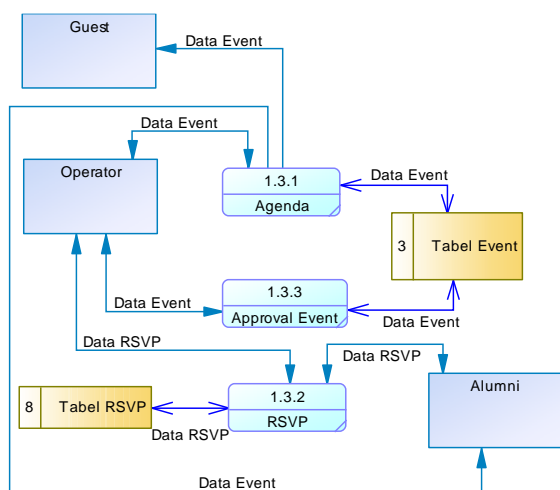 Guest
Data Event
Data Event
Operator
1.3.1
Agenda
Data Event
3 Tabel Event
1.3.3
Approval Event
Data Event
Data Event
Data RSVP
Data RSVP
1.3.2
RSVP
Alumni
8 Tabel RSVP
Data RSVP
Data Event